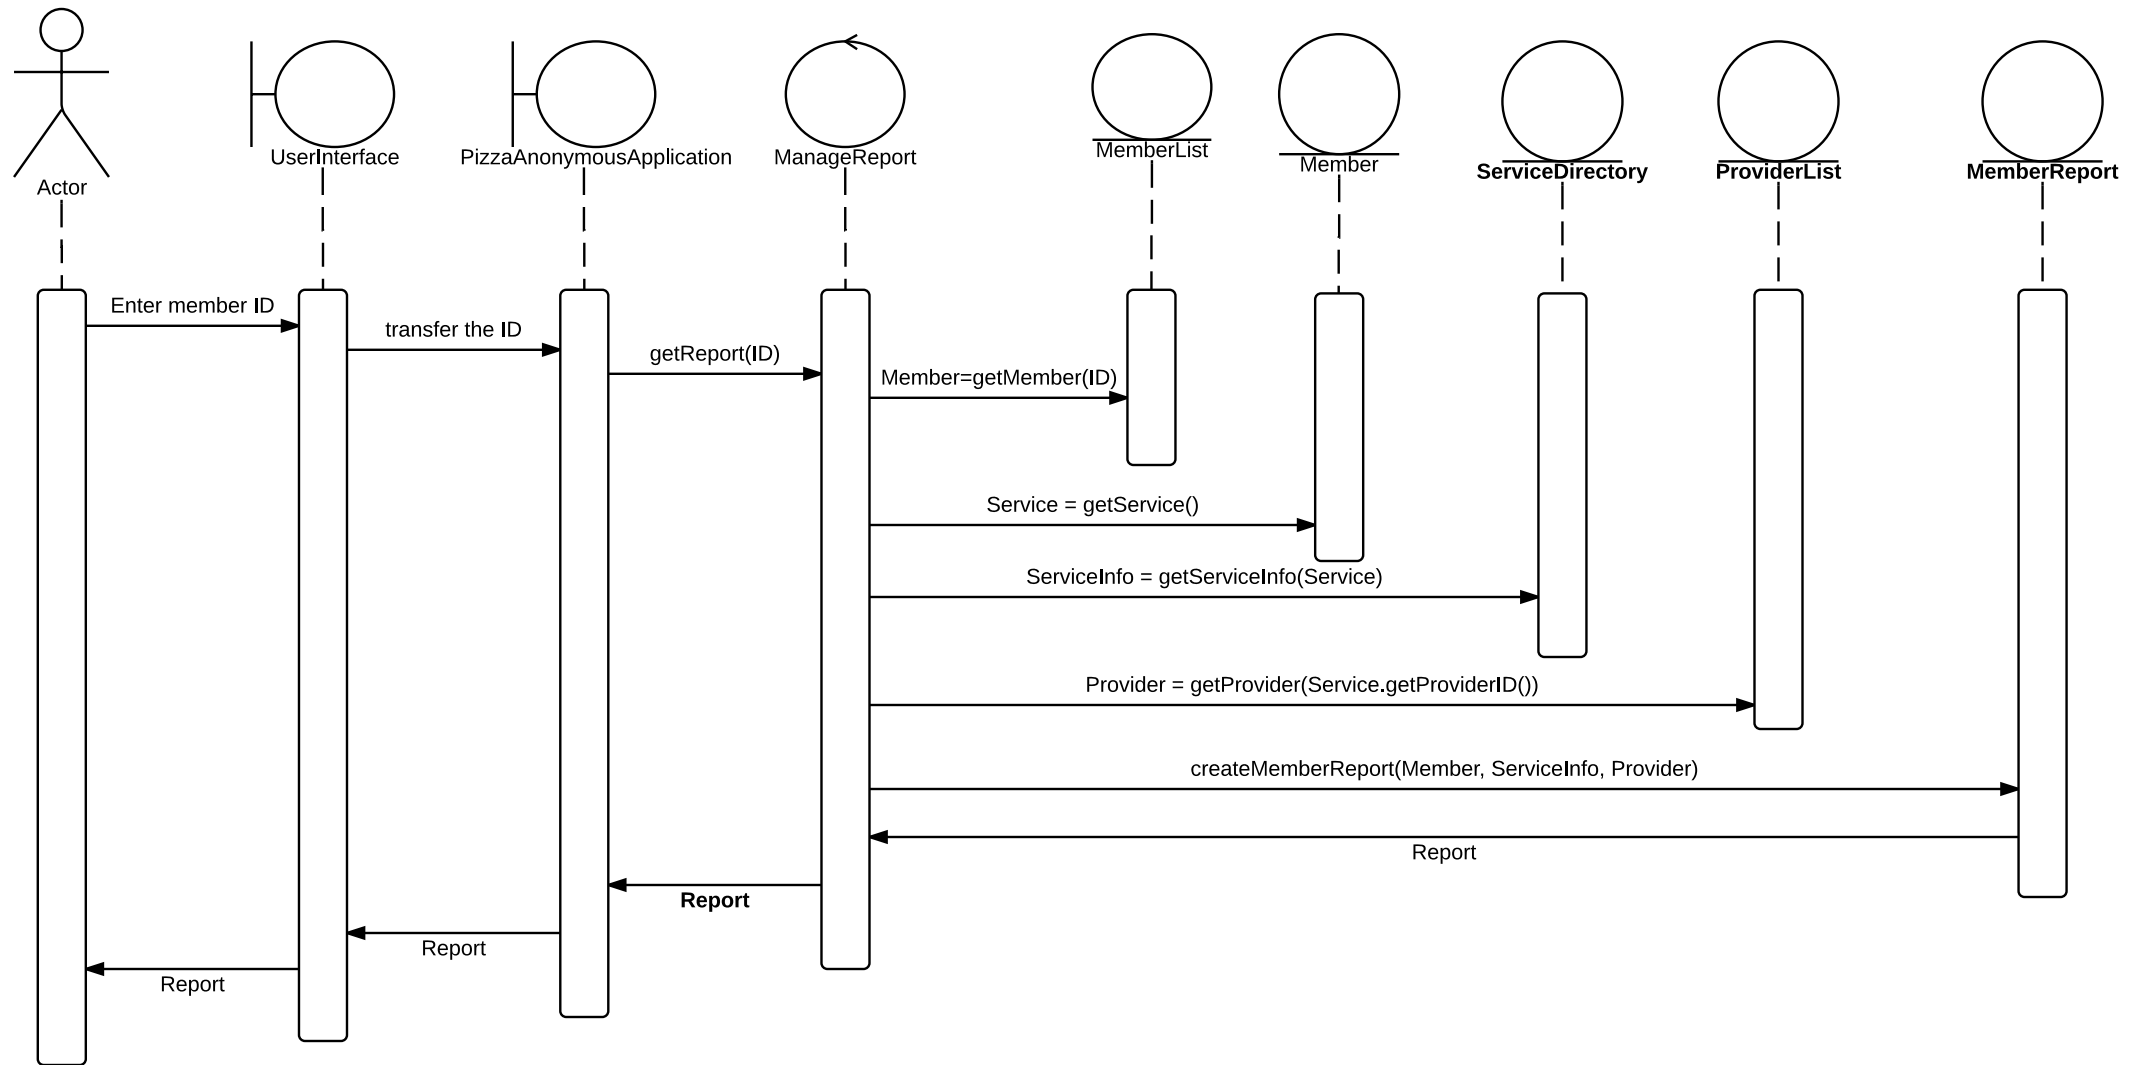 UserInterface
PizzaAnonymousApplication
ManageReport
MemberList
Member
ServiceDirectory
ProviderList
MemberReport
Actor
Enter member ID
transfer the ID
getReport(ID)
Member=getMember(ID)
Service = getService()
ServiceInfo = getServiceInfo(Service)
Provider = getProvider(Service.getProviderID())
createMemberReport(Member, ServiceInfo, Provider)
Report
Report
Report
Report